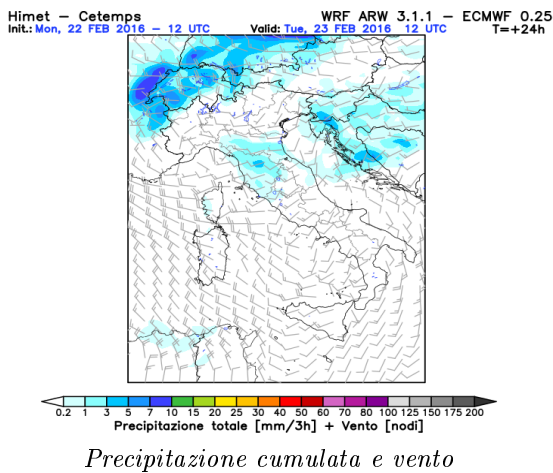 Himet – Cetemps WRF ARW 3.1.1 – ECMWF 0.25
Init.: Mon, 22 FEB 2016 – 12 UTC Valid: Tue, 23 FEB 2016 12 UTC T=+24h
0.2 1 3 5 7 10 15 20 25 30 40 50 60 70 80 100 125 150 175 200
Precipitazione totale [mm/3h] + Vento [nodi]
Precipitazione cumulata e vento